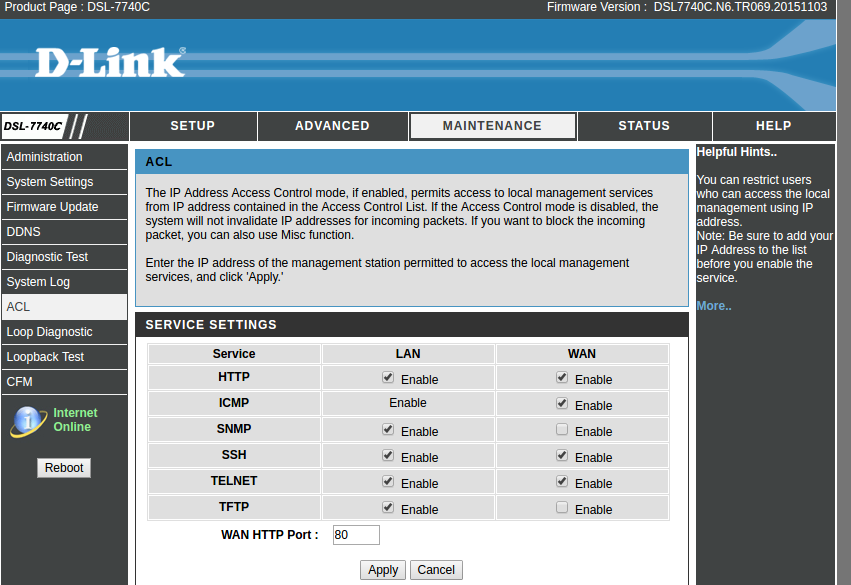 Product Page : DSL-7740C
Firmware Version : DSL7740C.N6.TR069.20151103
D-Link®
DSL-7740C
SETUP
ADVANCED
MAINTENANCE
STATUS
HELP
Administration
System Settings
Firmware Update
DDNS
Diagnostic Test
System Log
ACL
Loop Diagnostic
Loopback Test
CFM
Internet
Online
Reboot
ACL
The IP Address Access Control mode, if enabled, permits access to local management services
from IP address contained in the Access Control List. If the Access Control mode is disabled, the
system will not invalidate IP addresses for incoming packets. If you want to block the incoming
packet, you can also use Misc function.
Enter the IP address of the management station permitted to access the local management
services, and click 'Apply.'
SERVICE SETTINGS
Service LAN WAN
HTTP Enable Enable
ICMP Enable Enable
SNMP Enable Enable
SSH Enable Enable
TELNET Enable Enable
TFTP Enable Enable
WAN HTTP Port : 80
Apply Cancel
Helpful Hints..
You can restrict users
who can access the local
management using IP
address.
Note: Be sure to add your
IP Address to the list
before you enable the
service.
More..